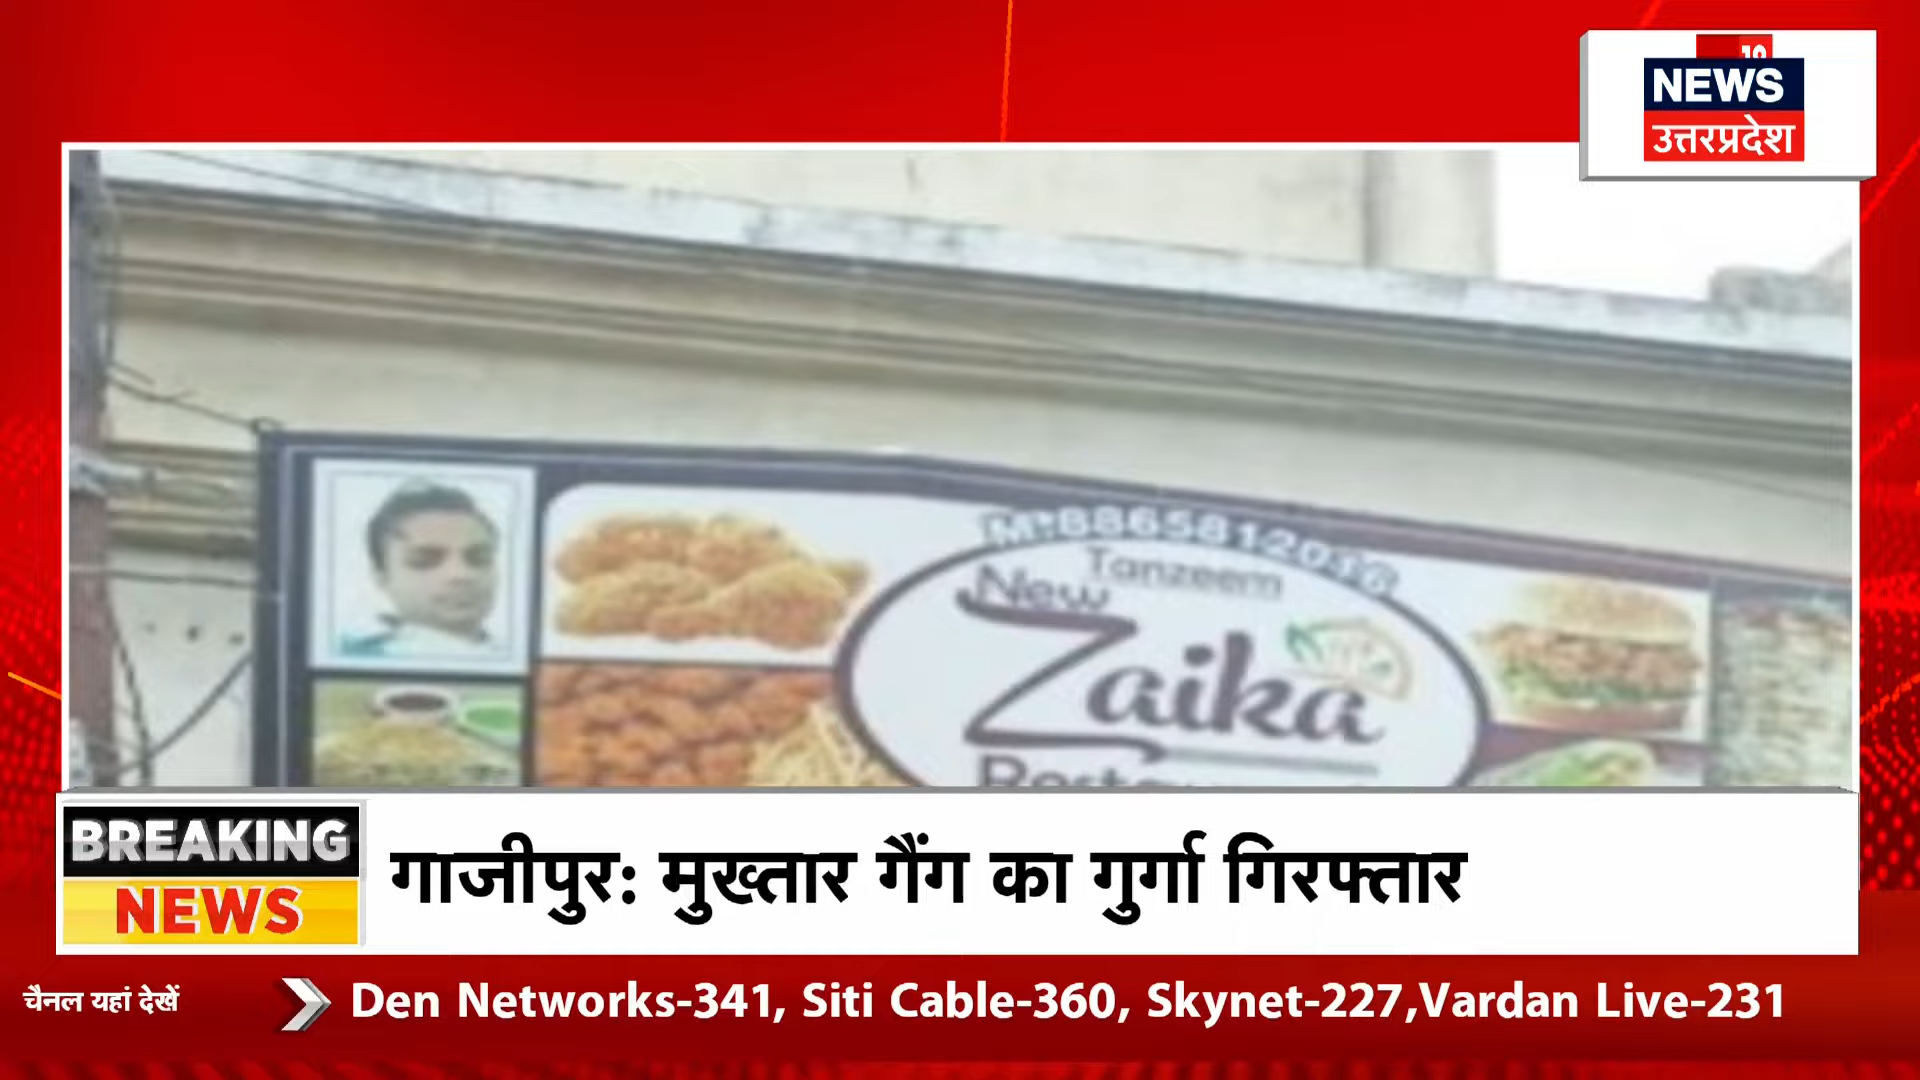 18
NEWS
उत्तरप्रदेश
Tanzeem
New
Zaika
BREAKING
NEWS
गाजीपुर: मुख्तार गैंग का गुर्गा गिरफ्तार
चैनल यहां देखें
Den Networks-341, Siti Cable-360, Skynet-227,Vardan Live-231